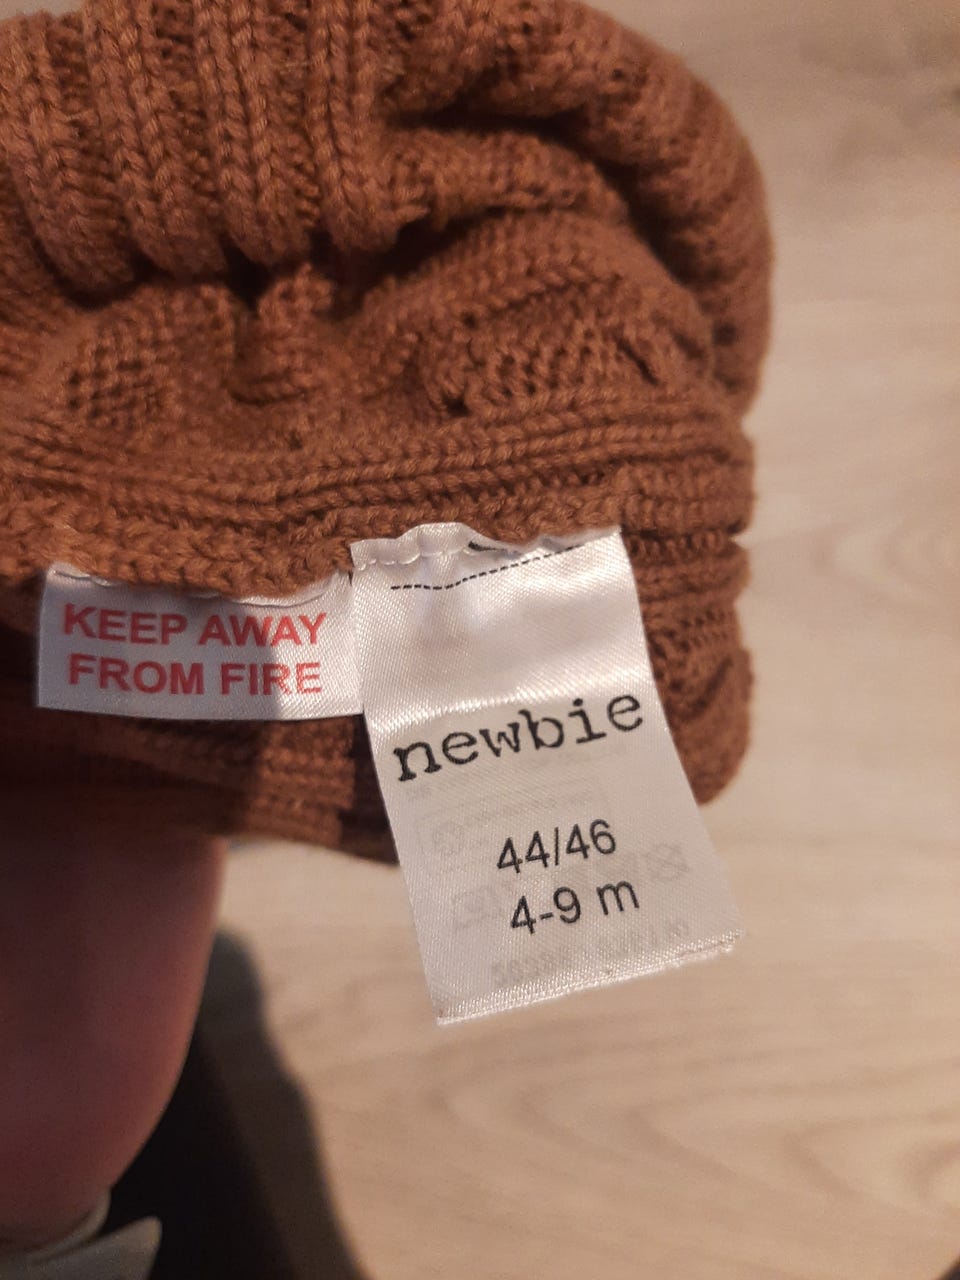 KEEP AWAY
FROM FIRE
newbie
44/46
4-9 m